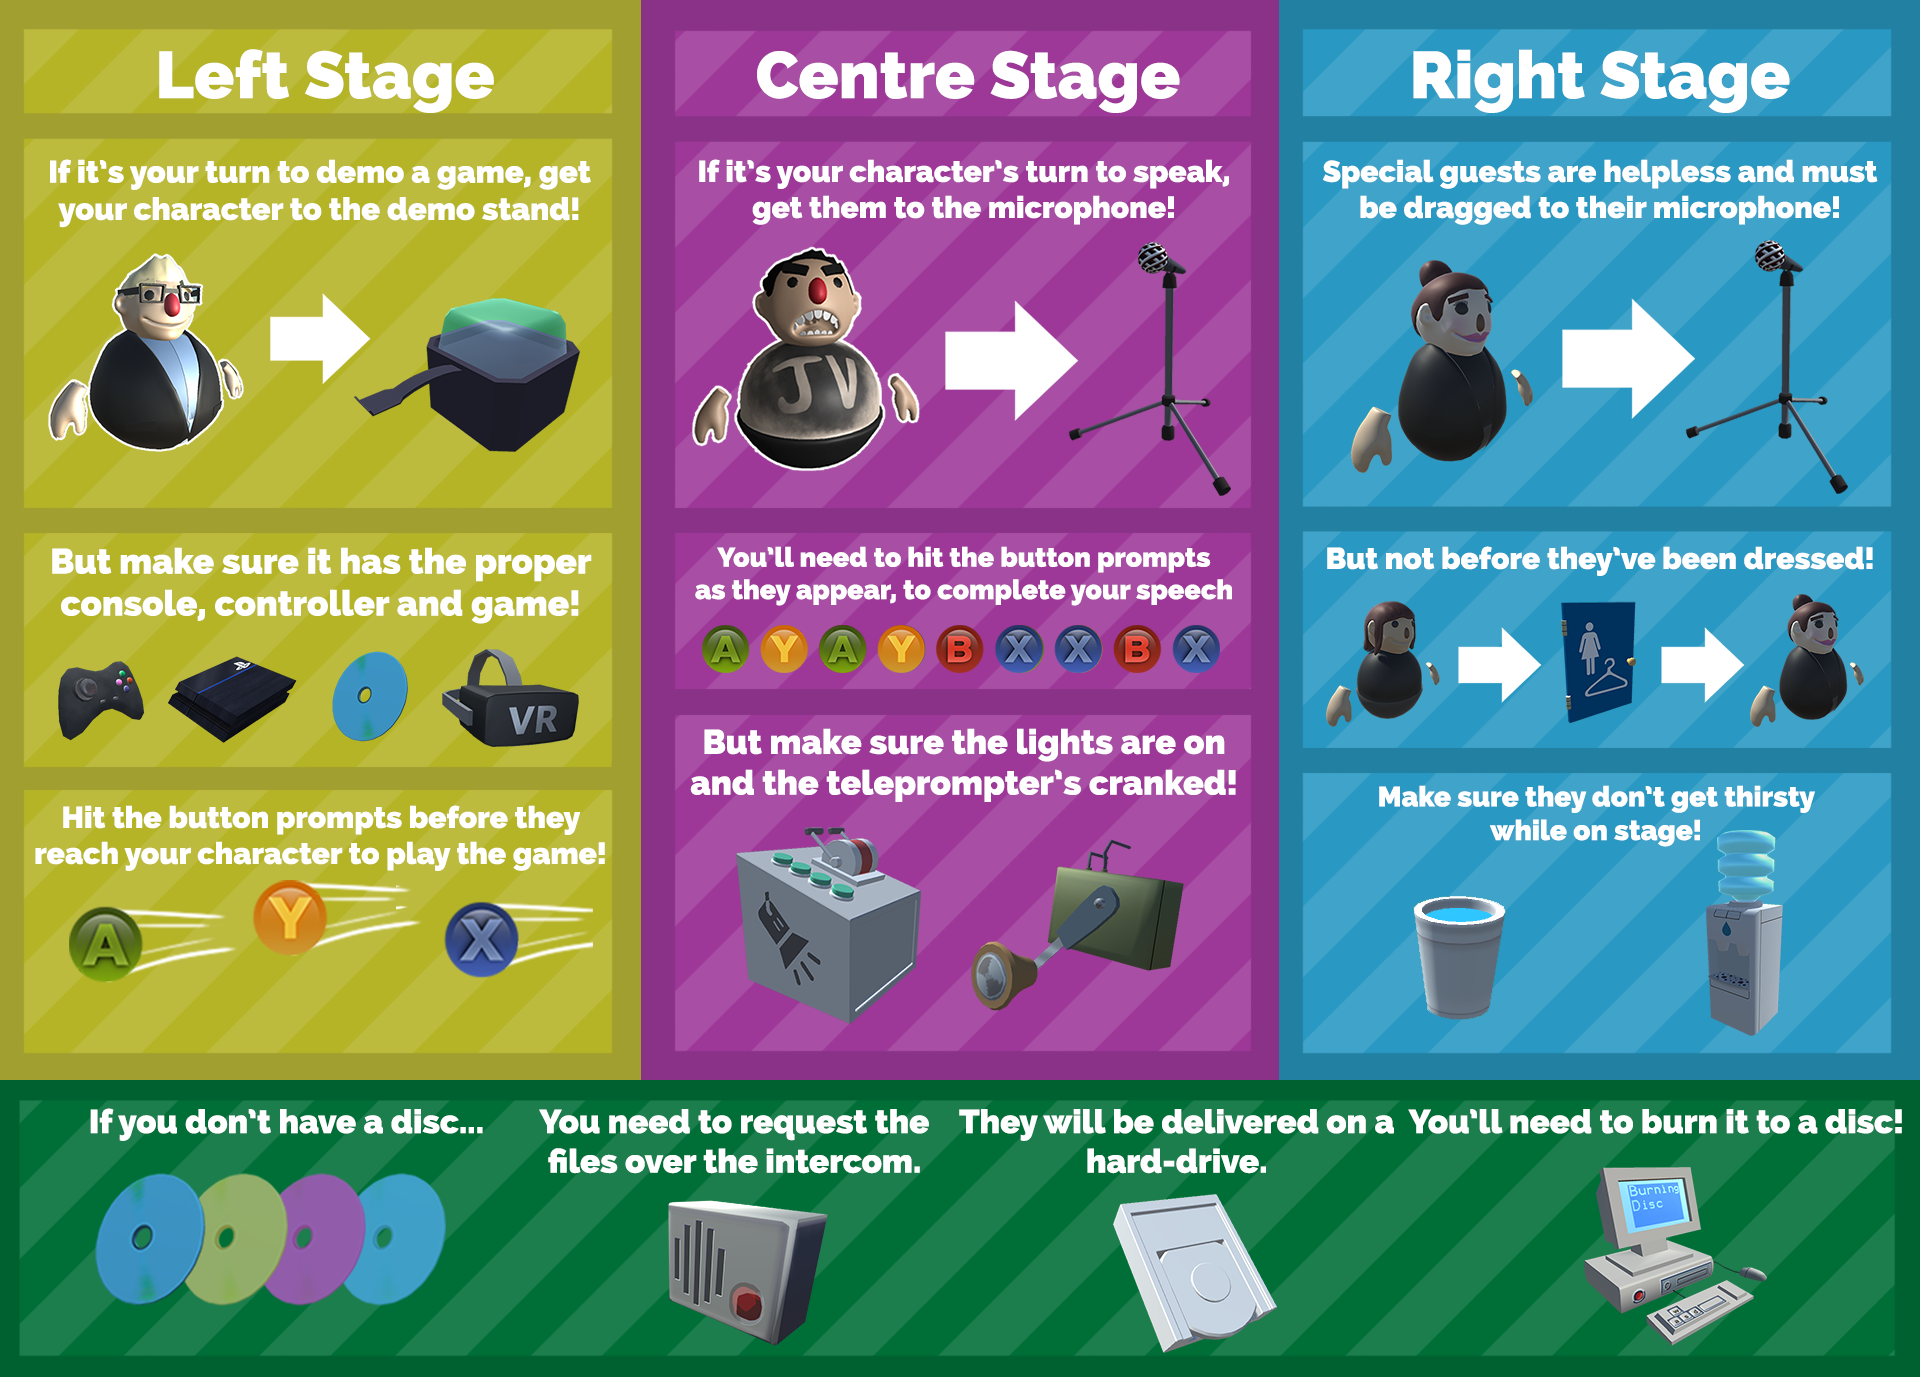 Left Stage
If it's your turn to demo a game, get
your character to the demo stand!
But make sure it has the proper
console, controller and game!
VR
Hit the button prompts before they
reach your character to play the game!
A
Y
X
Centre Stage
If it's your character's turn to speak,
get them to the microphone!
JV
You'll need to hit the button prompts
as they appear, to complete your speech
A Y A Y B X X B X
But make sure the lights are on
and the teleprompter's cranked!
Right Stage
Special guests are helpless and must
be dragged to their microphone!
But not before they've been dressed!
Make sure they don't get thirsty
while on stage!
If you don't have a disc...
You need to request the
files over the intercom.
They will be delivered on a
hard-drive.
You'll need to burn it to a disc!
Burning
Disc